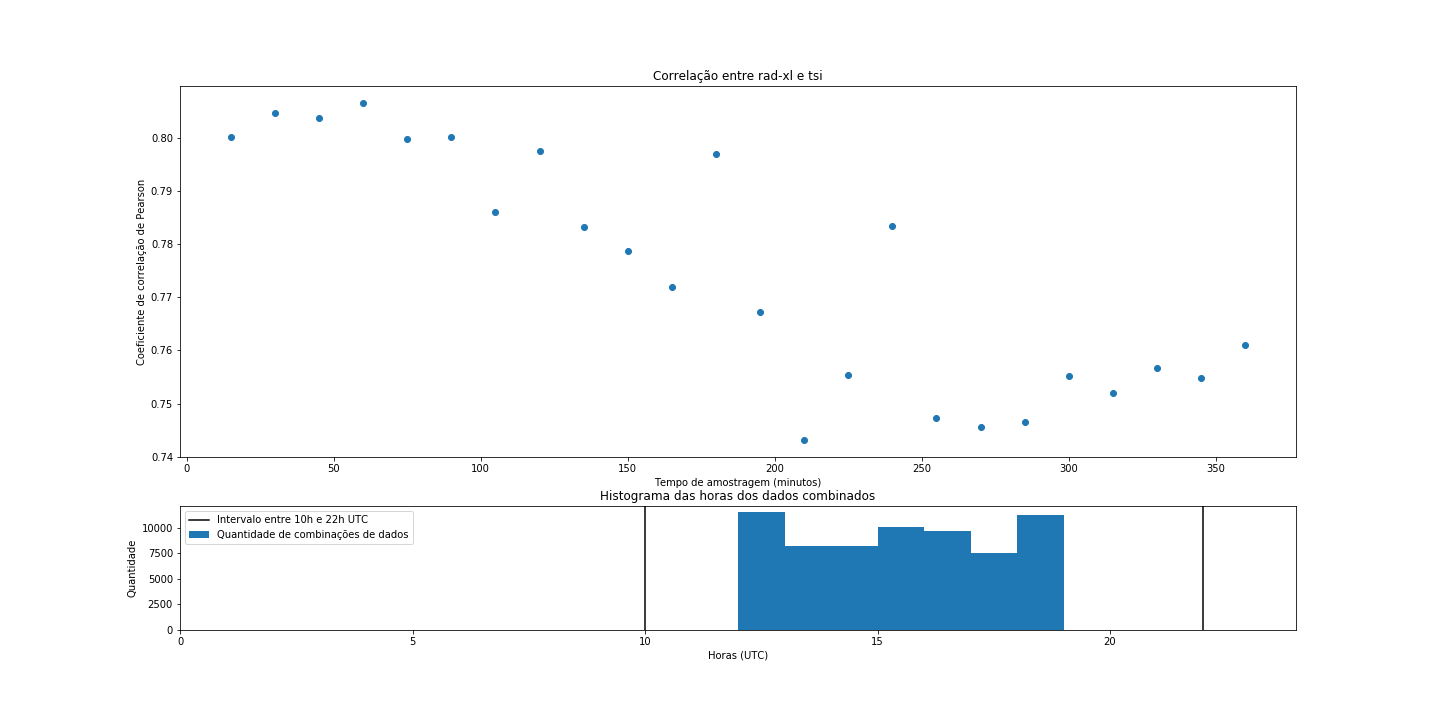 Correlação entre rad-xl e tsi
Coeficiente de correlação de Pearson
0.80
0.79
0.78
0.77
0.76
0.75
0.74
0 50 100 150 200 250 300 350
Tempo de amostragem (minutos)
Histograma das horas dos dados combinados
Intervalo entre 10h e 22h UTC
Quantidade de combinações de dados
Quantidade
10000
7500
5000
2500
0
0 5 10 15 20
Horas (UTC)